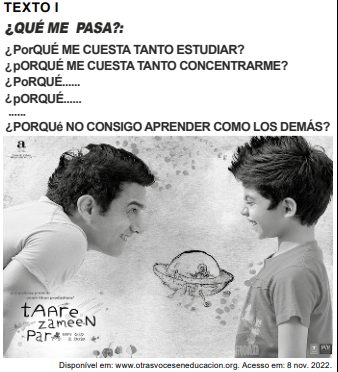 TEXTO I
¿QUÉ ME PASA?:
¿PorQUÉ ME CUESTA TANTO ESTUDIAR?
¿pORQUÉ ME CUESTA TANTO CONCENTRARME?
¿PoRQUÉ......
¿pORQUÉ......
......
¿PORQUé NO CONSIGO APRENDER COMO LOS DEMÁS?
a
tAARe
zameeN
PaR
Disponível em: www.otrasvoceseneducacion.org. Acesso em: 8 nov. 2022.